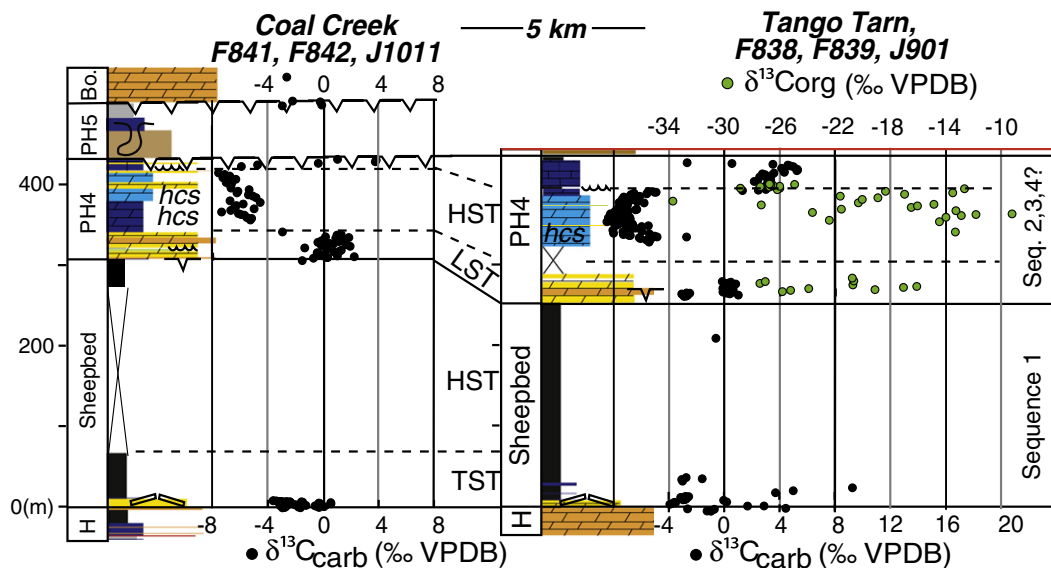 Coal Creek
F841, F842, J1011
5 km
Tango Tarn,
F838, F839, J901
δ¹³Corg (‰ VPDB)
-4 0 4 8
-34 -30 -26 -22 -18 -14 -10
Bo.
PH5
PH4
Sheepbed
H
400
200
0(m)
hcs
hcs
HST
LST
HST
TST
PH4
Sheepbed
H
hcs
Seq. 2,3,4?
Sequence 1
-8 -4 0 4 8
-4 0 4 8 12 16 20
δ¹³Ccarb (‰ VPDB)
δ¹³Ccarb (‰ VPDB)